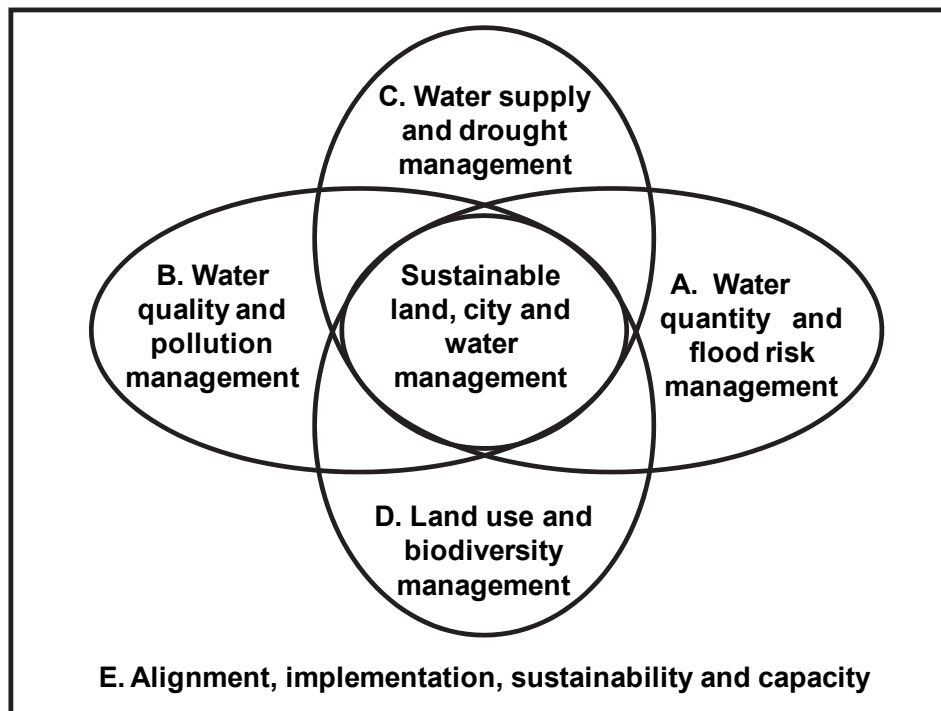 C. Water supply
and drought
management
B. Water
quality and
pollution
management
Sustainable
land, city and
water
management
A. Water
quantity and
flood risk
management
D. Land use and
biodiversity
management
E. Alignment, implementation, sustainability and capacity